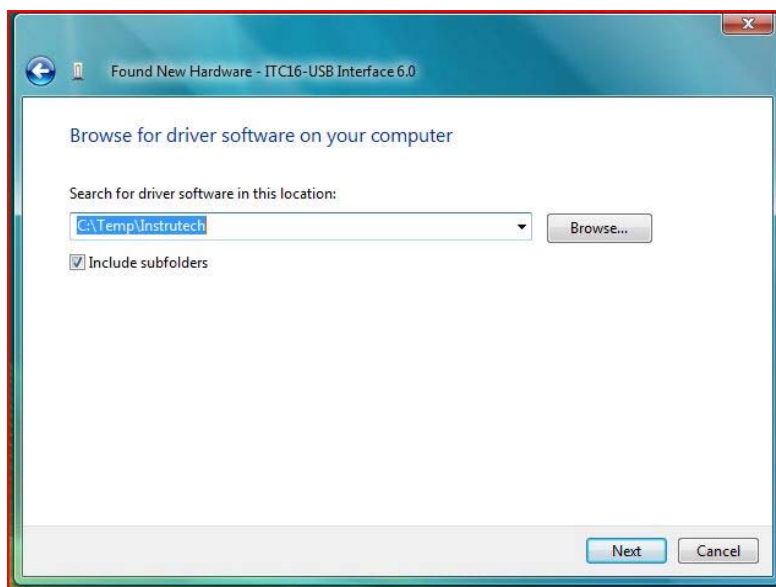 Found New Hardware - ITC16-USB Interface 6.0
Browse for driver software on your computer
Search for driver software in this location:
C:\Temp\Instrutech
Browse...
Include subfolders
Next
Cancel